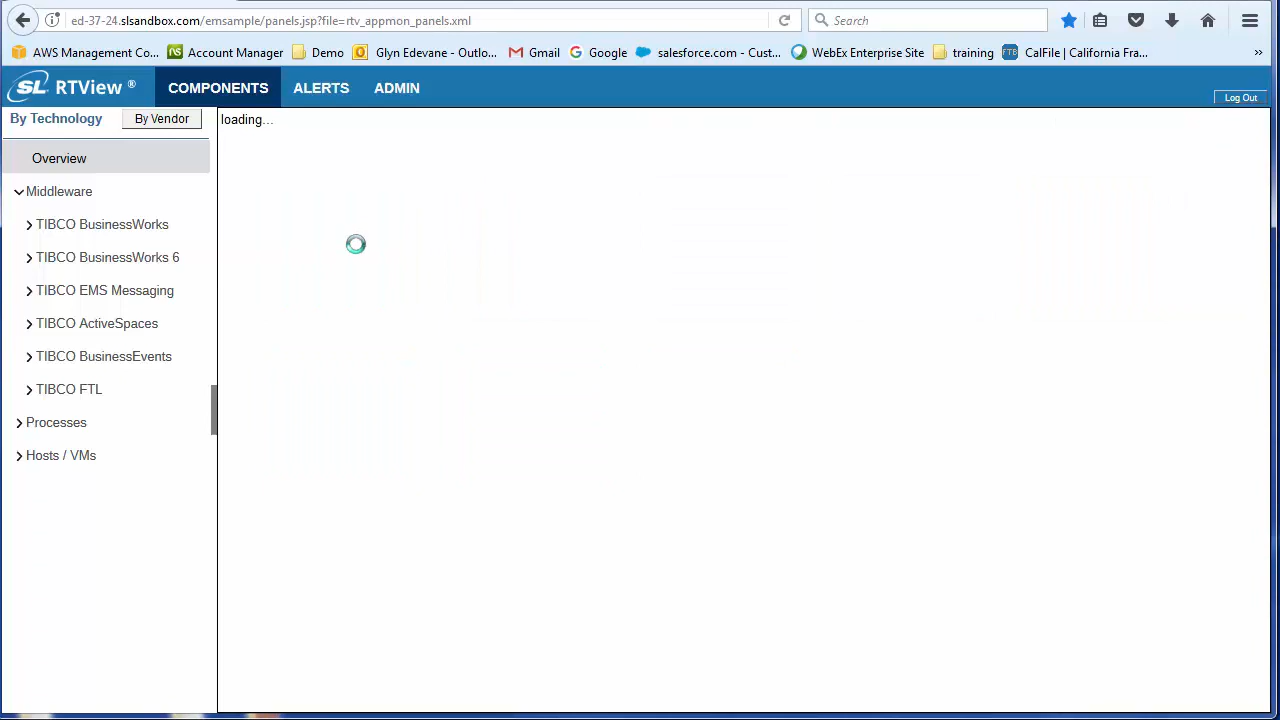 ed-37-24.slsandbox.com/emsample/panels.jsp?file=rtv_appmon_panels.xml
Search
AWS Management Co...
Account Manager
Demo
Glyn Edevane - Outlo...
Gmail
Google
salesforce.com - Cust...
WebEx Enterprise Site
training
CalFile | California Fra...
SL RTView ®
COMPONENTS
ALERTS
ADMIN
Log Out
By Technology
By Vendor
loading...
Overview
Middleware
TIBCO BusinessWorks
TIBCO BusinessWorks 6
TIBCO EMS Messaging
TIBCO ActiveSpaces
TIBCO BusinessEvents
TIBCO FTL
Processes
Hosts / VMs